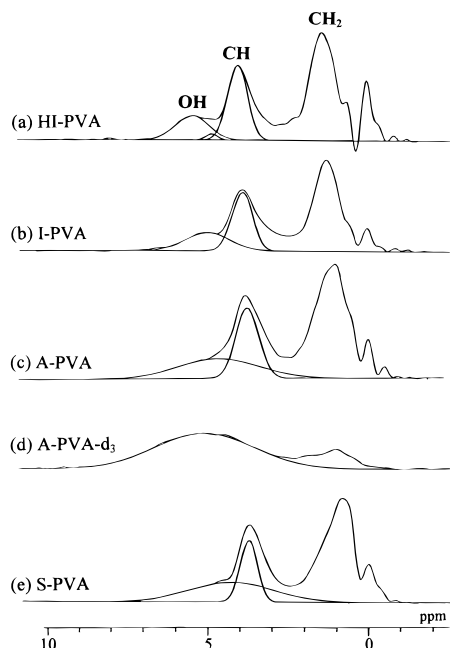 CH₂
CH
OH
(a) HI-PVA
(b) I-PVA
(c) A-PVA
(d) A-PVA-d₃
(e) S-PVA
ppm
10 5 0